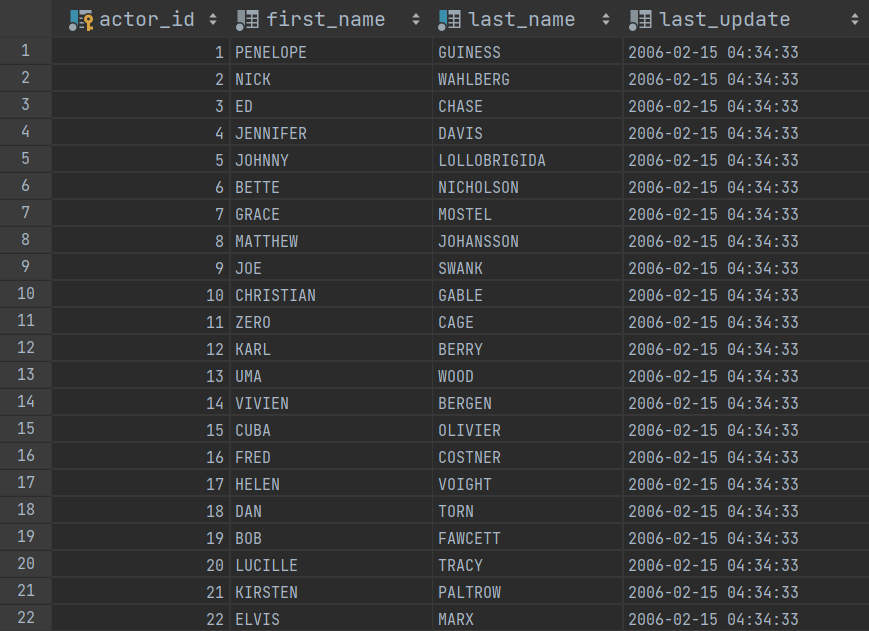 actor_id first_name last_name last_update
1 1 PENELOPE GUINESS 2006-02-15 04:34:33
2 2 NICK WAHLBERG 2006-02-15 04:34:33
3 3 ED CHASE 2006-02-15 04:34:33
4 4 JENNIFER DAVIS 2006-02-15 04:34:33
5 5 JOHNNY LOLLOBRIGIDA 2006-02-15 04:34:33
6 6 BETTE NICHOLSON 2006-02-15 04:34:33
7 7 GRACE MOSTEL 2006-02-15 04:34:33
8 8 MATTHEW JOHANSSON 2006-02-15 04:34:33
9 9 JOE SWANK 2006-02-15 04:34:33
10 10 CHRISTIAN GABLE 2006-02-15 04:34:33
11 11 ZERO CAGE 2006-02-15 04:34:33
12 12 KARL BERRY 2006-02-15 04:34:33
13 13 UMA WOOD 2006-02-15 04:34:33
14 14 VIVIEN BERGEN 2006-02-15 04:34:33
15 15 CUBA OLIVIER 2006-02-15 04:34:33
16 16 FRED COSTNER 2006-02-15 04:34:33
17 17 HELEN VOIGHT 2006-02-15 04:34:33
18 18 DAN TORN 2006-02-15 04:34:33
19 19 BOB FAWCETT 2006-02-15 04:34:33
20 20 LUCILLE TRACY 2006-02-15 04:34:33
21 21 KIRSTEN PALTROW 2006-02-15 04:34:33
22 22 ELVIS MARX 2006-02-15 04:34:33